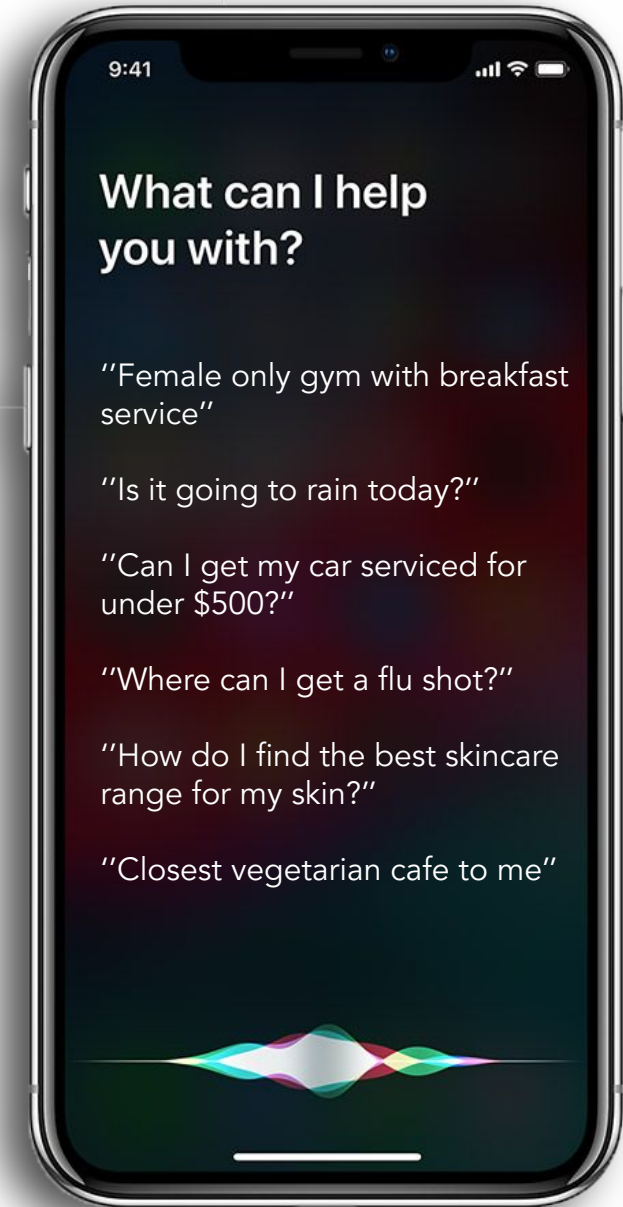 9:41
What can I help
you with?
‘‘Female only gym with breakfast
service’’
‘‘Is it going to rain today?’’
‘‘Can I get my car serviced for
under $500?’’
‘‘Where can I get a flu shot?’’
‘‘How do I find the best skincare
range for my skin?’’
‘‘Closest vegetarian cafe to me’’